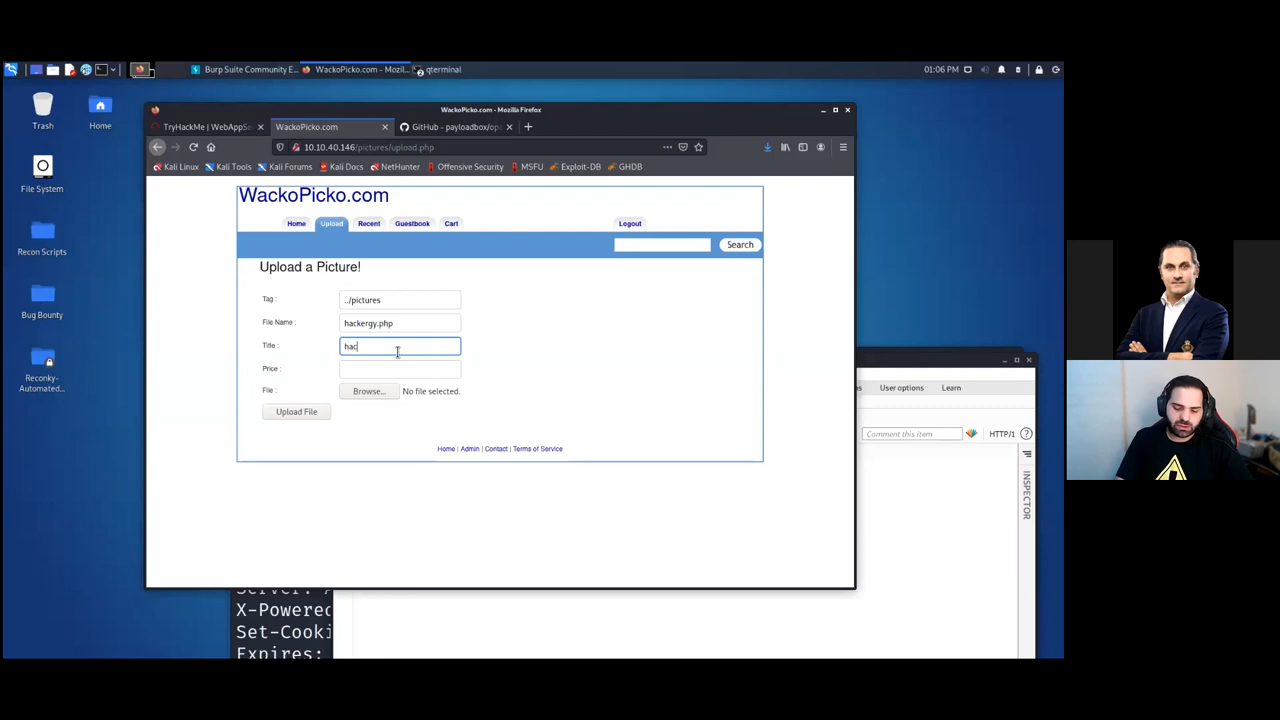 Burp Suite Community E...
WackoPicko.com — Mozil...
2
qterminal
01:06 PM
WackoPicko.com - Mozilla Firefox
TryHackMe | WebAppSe
WackoPicko.com
GitHub - payloadbox/ope
10.10.40.146/pictures/upload.php
Kali Linux
Kali Tools
Kali Forums
Kali Docs
NetHunter
Offensive Security
MSFU
Exploit-DB
GHDB
Trash
Home
File System
Recon Scripts
Bug Bounty
Reconky-
Automated...
WackoPicko.com
Home
Upload
Recent
Guestbook
Cart
Logout
Search
Upload a Picture!
Tag :
../pictures
File Name :
hackergy.php
Title :
hac
Price :
File :
Browse...
No file selected.
Upload File
Home | Admin | Contact | Terms of Service
User options
Learn
Comment this item
HTTP/1
?
INSPECTOR
X-Powered
Set-Cooki
Expires: